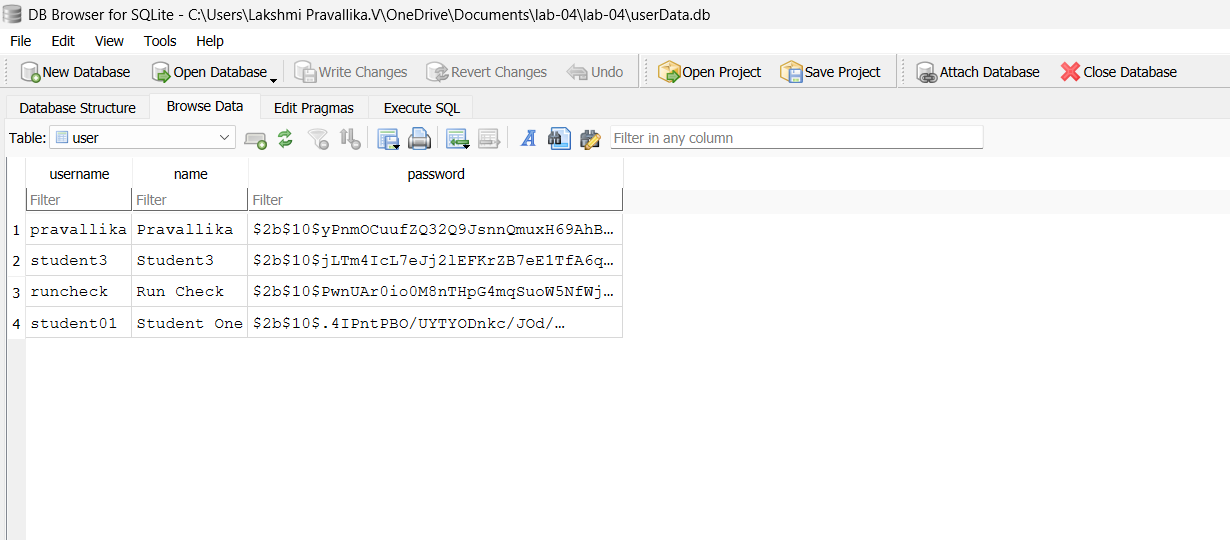 DB Browser for SQLite - C:\Users\Lakshmi Pravallika.V\OneDrive\Documents\lab-04\lab-04\userData.db
File Edit View Tools Help
New Database Open Database Write Changes Revert Changes Undo Open Project Save Project Attach Database Close Database
Database Structure Browse Data Edit Pragmas Execute SQL
Table: user Filter in any column
username name password
Filter Filter Filter
1 pravallika Pravallika $2b$10$yPnmOCuufZQ32Q9JsnnQmuxH69AhB…
2 student3 Student3 $2b$10$jLTm4IcL7eJj2lEFKrZB7eE1TfA6q…
3 runcheck Run Check $2b$10$PwnUAr0io0M8nTHpG4mqSuoW5NfWj…
4 student01 Student One $2b$10$.4IPntPBO/UYTYODnkc/JOd/…